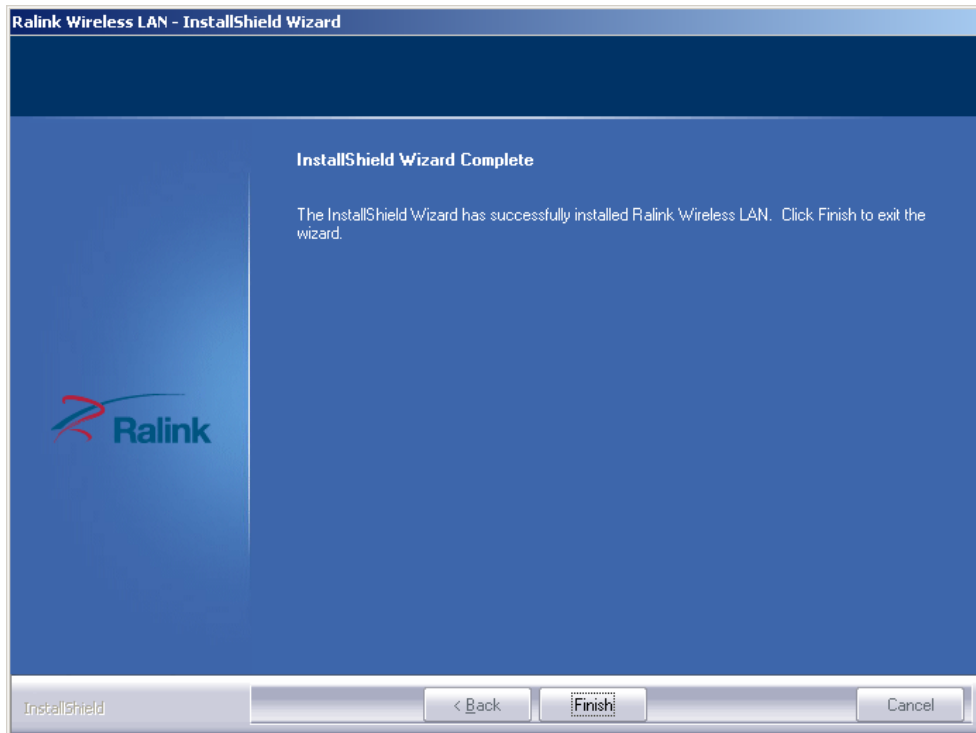 Ralink Wireless LAN - InstallShield Wizard
InstallShield Wizard Complete
The InstallShield Wizard has successfully installed Ralink Wireless LAN. Click Finish to exit the
wizard.
Ralink
InstallShield
< Back
Finish
Cancel